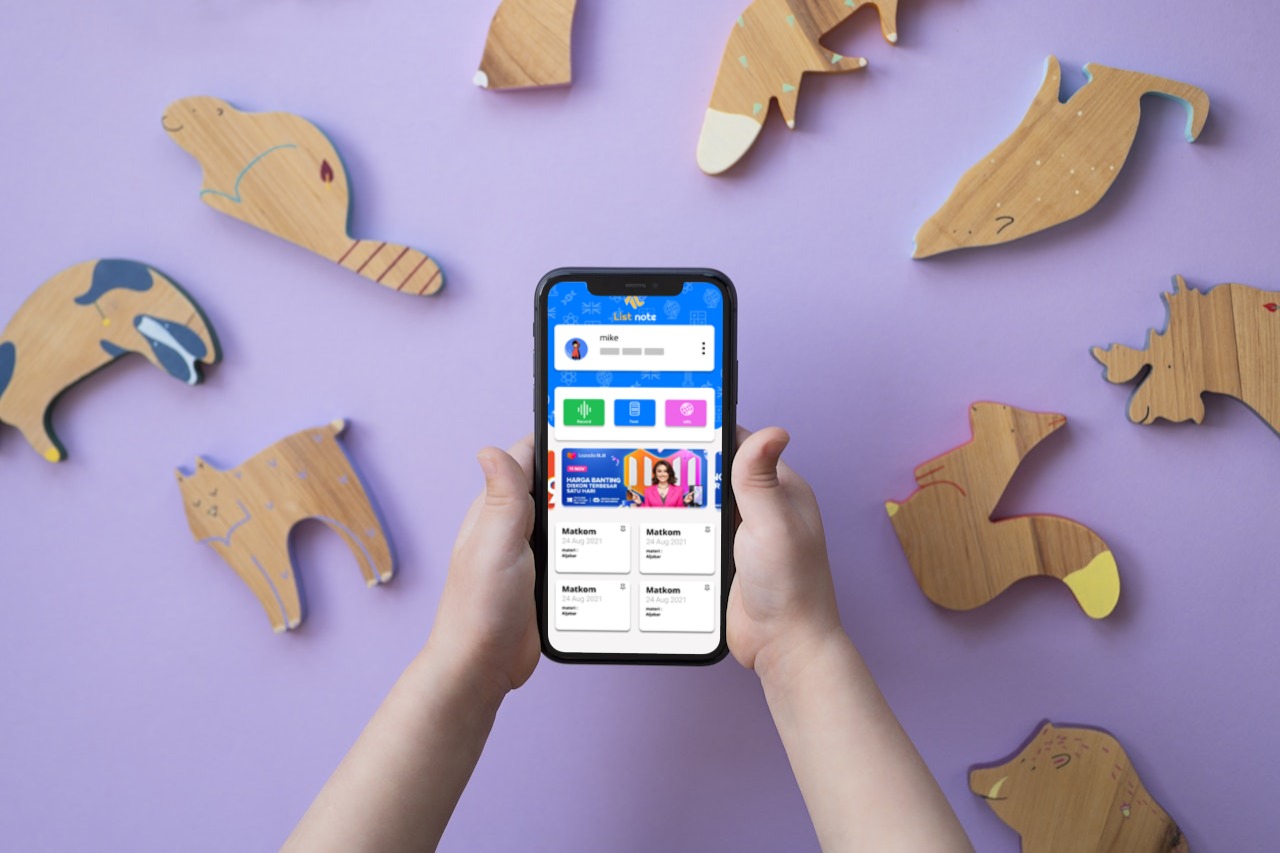 List note
mike
Record
Text
info
Lazada 11.11
11 NOV
HARGA BANTING
DISKON TERBESAR
SATU HARI
Matkom
24 Aug 2021
materi :
Aljabar
Matkom
24 Aug 2021
materi :
Aljabar
Matkom
24 Aug 2021
materi :
Aljabar
Matkom
24 Aug 2021
materi :
Aljabar